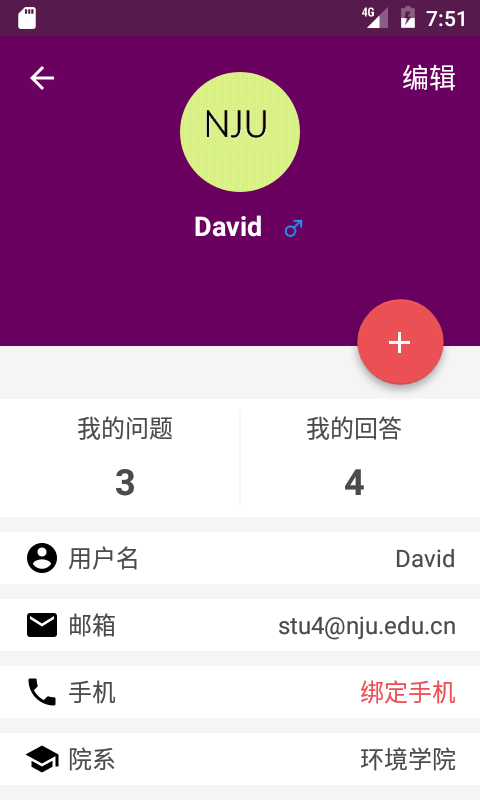 4G 7:51
编辑
NJU
David
我的问题 我的回答
3 4
用户名 David
邮箱 stu4@nju.edu.cn
手机 绑定手机
院系 环境学院